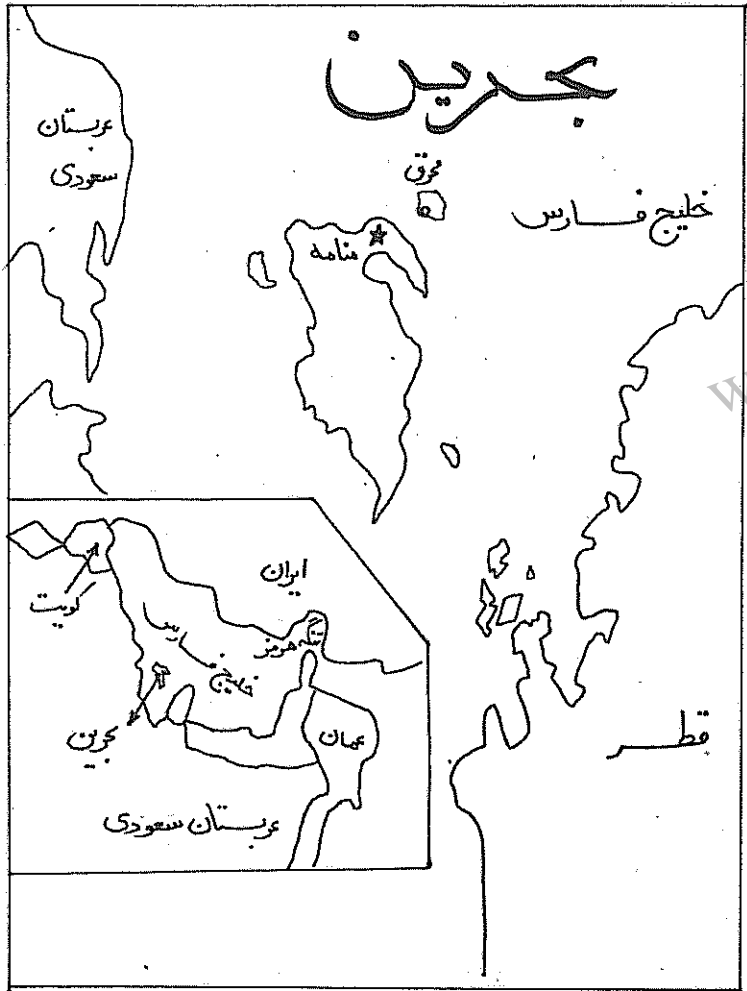 بحرین
عربستان
سعودی
محرق
خلیج فارس
منامه
ایران
کویت
تنگه هرمز
خلیج فارس
بحرین
عمان
عربستان سعودی
قطر
W